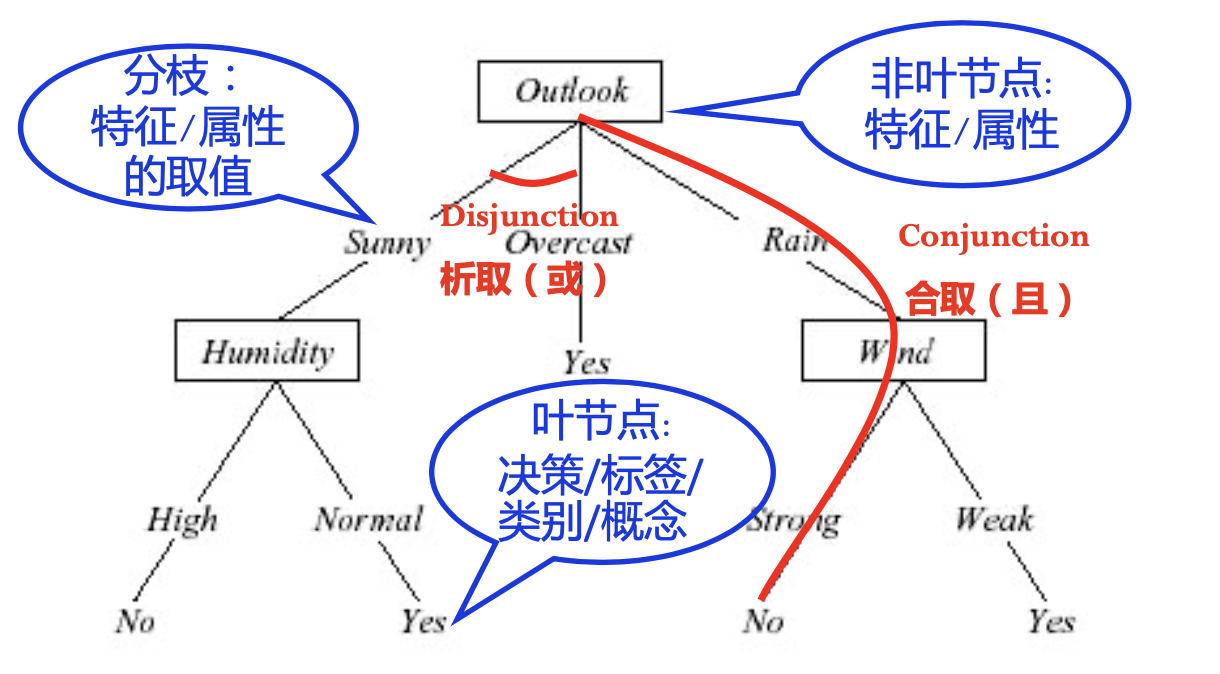 分枝：
特征/属性
的取值
Outlook
非叶节点:
特征/属性
Disjunction
析取（或）
Conjunction
合取（且）
Sunny
Overcast
Rain
Humidity
Yes
Wind
叶节点:
决策/标签/
类别/概念
High
Normal
Strong
Weak
No
Yes
No
Yes